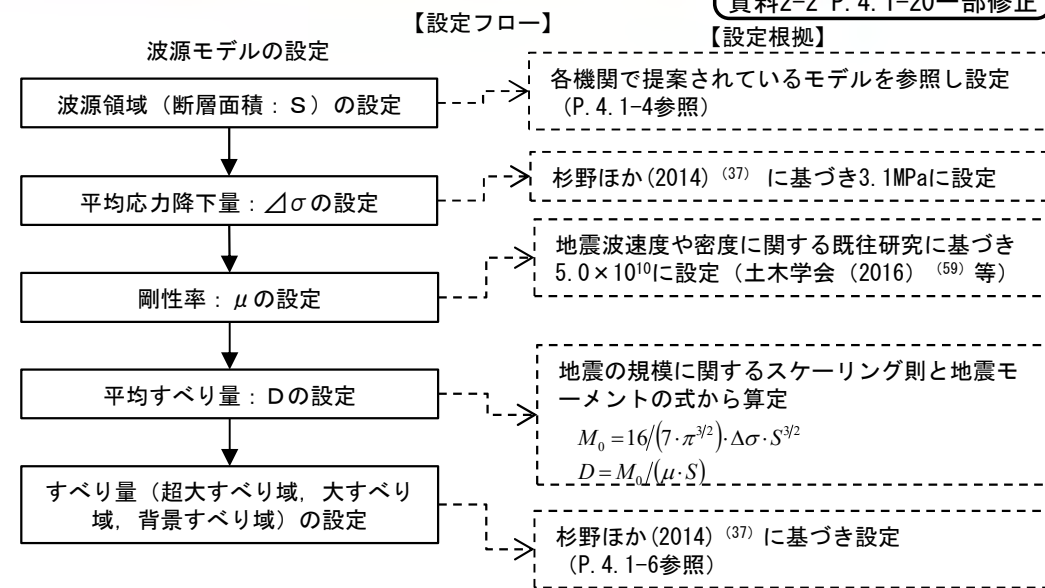 資料2-2 P.4.1-20一部修正
【設定フロー】
【設定根拠】
波源モデルの設定
波源領域（断層面積：S）の設定
各機関で提案されているモデルを参照し設定
（P.4.1-4参照）
平均応力降下量：⊿σの設定
杉野ほか(2014)⁽³⁷⁾ に基づき3.1MPaに設定
剛性率：μの設定
地震波速度や密度に関する既往研究に基づき
5.0×10¹⁰に設定（土木学会（2016）⁽⁵⁹⁾等）
平均すべり量：Dの設定
地震の規模に関するスケーリング則と地震モ
ーメントの式から算定
M₀=16/(7·π^{3/2})·Δσ·S^{3/2}
D=M₀/(μ·S)
すべり量（超大すべり域，大すべり
域，背景すべり域）の設定
杉野ほか(2014)⁽³⁷⁾ に基づき設定
（P.4.1-6参照）